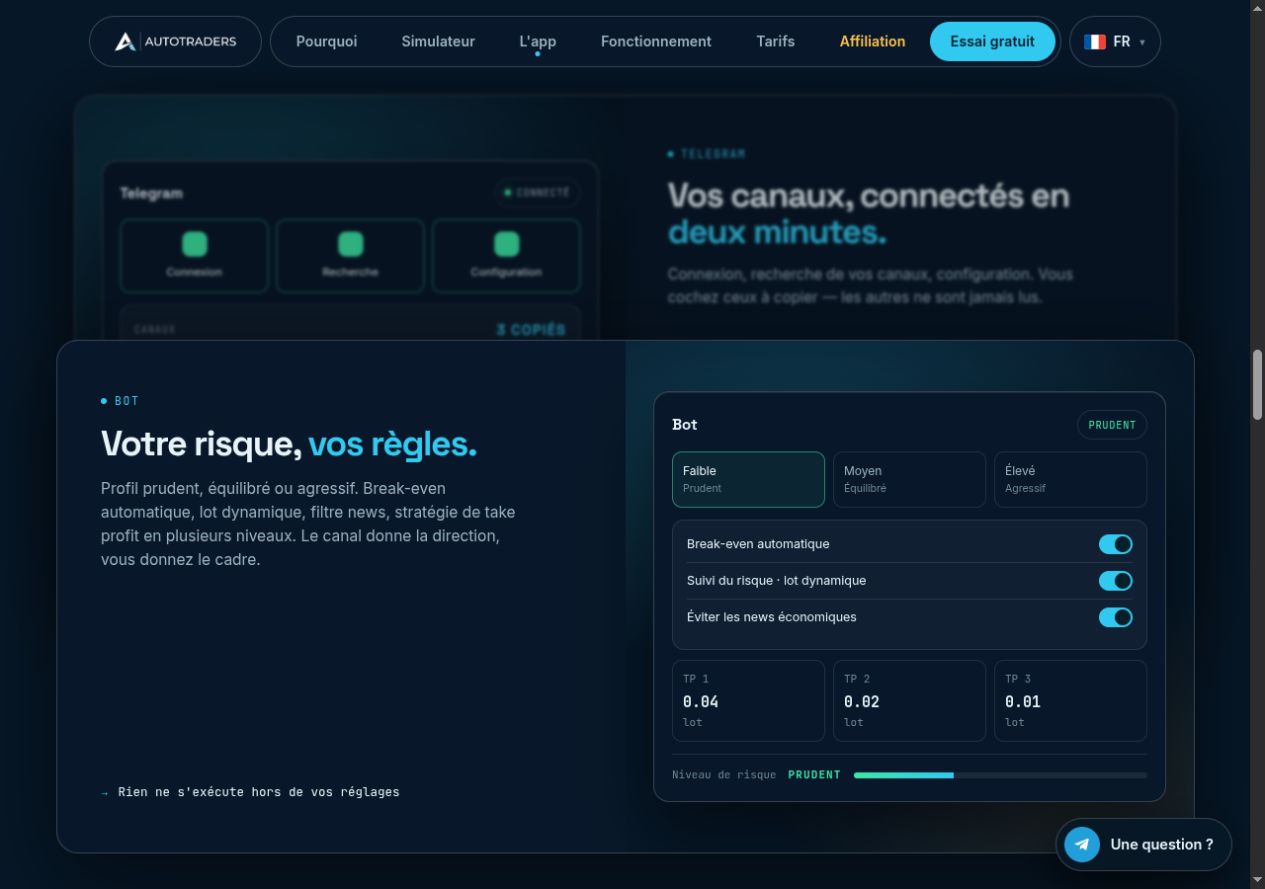 AUTOTRADERS
Pourquoi
Simulateur
L'app
Fonctionnement
Tarifs
Affiliation
Essai gratuit
FR
Telegram
CONNECTÉ
Connexion
Recherche
Configuration
CANAUX
3 COPIÉS
TELEGRAM
Vos canaux, connectés en
deux minutes.
Connexion, recherche de vos canaux, configuration. Vous
cochez ceux à copier — les autres ne sont jamais lus.
BOT
Votre risque, vos règles.
Profil prudent, équilibré ou agressif. Break-even
automatique, lot dynamique, filtre news, stratégie de take
profit en plusieurs niveaux. Le canal donne la direction,
vous donnez le cadre.
→ Rien ne s'exécute hors de vos réglages
Bot
PRUDENT
Faible
Prudent
Moyen
Équilibré
Élevé
Agressif
Break-even automatique
Suivi du risque · lot dynamique
Éviter les news économiques
TP 1
0.04
lot
TP 2
0.02
lot
TP 3
0.01
lot
Niveau de risque PRUDENT
Une question ?